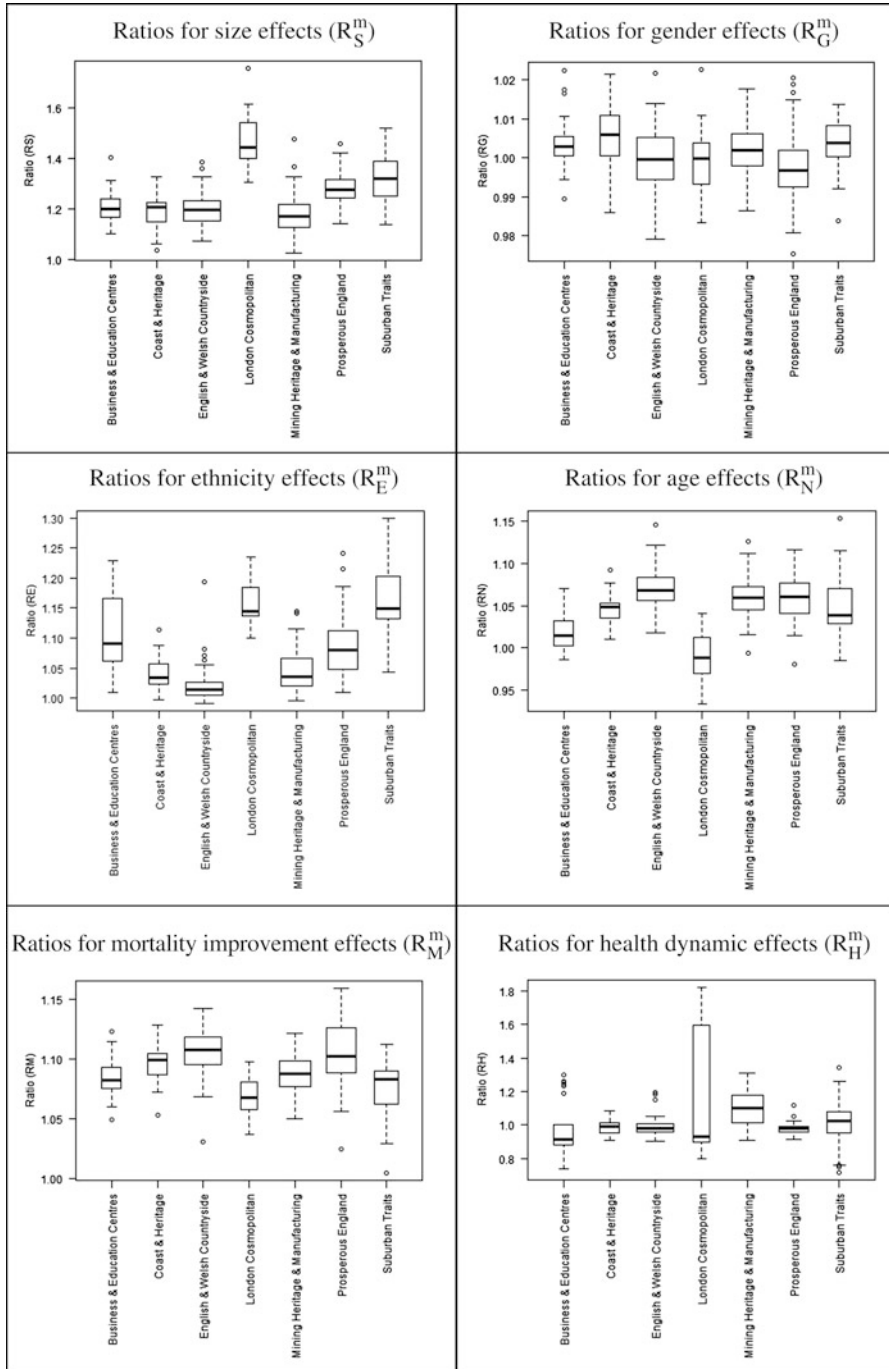 Ratios for size effects (R_S^m)
Ratio (RS)
1.6
1.4
1.2
1.0
Business & Education Centres
Coast & Heritage
English & Welsh Countryside
London Cosmopolitan
Mining Heritage & Manufacturing
Prosperous England
Suburban Traits
Ratios for gender effects (R_G^m)
Ratio (RG)
1.02
1.01
1.00
0.99
0.98
Business & Education Centres
Coast & Heritage
English & Welsh Countryside
London Cosmopolitan
Mining Heritage & Manufacturing
Prosperous England
Suburban Traits
Ratios for ethnicity effects (R_E^m)
Ratio (RE)
1.30
1.25
1.20
1.15
1.10
1.05
1.00
Business & Education Centres
Coast & Heritage
English & Welsh Countryside
London Cosmopolitan
Mining Heritage & Manufacturing
Prosperous England
Suburban Traits
Ratios for age effects (R_N^m)
Ratio (RN)
1.15
1.10
1.05
1.00
0.95
Business & Education Centres
Coast & Heritage
English & Welsh Countryside
London Cosmopolitan
Mining Heritage & Manufacturing
Prosperous England
Suburban Traits
Ratios for mortality improvement effects (R_M^m)
Ratio (RM)
1.15
1.10
1.05
1.00
Business & Education Centres
Coast & Heritage
English & Welsh Countryside
London Cosmopolitan
Mining Heritage & Manufacturing
Prosperous England
Suburban Traits
Ratios for health dynamic effects (R_H^m)
Ratio (RH)
1.8
1.6
1.4
1.2
1.0
0.8
Business & Education Centres
Coast & Heritage
English & Welsh Countryside
London Cosmopolitan
Mining Heritage & Manufacturing
Prosperous England
Suburban Traits